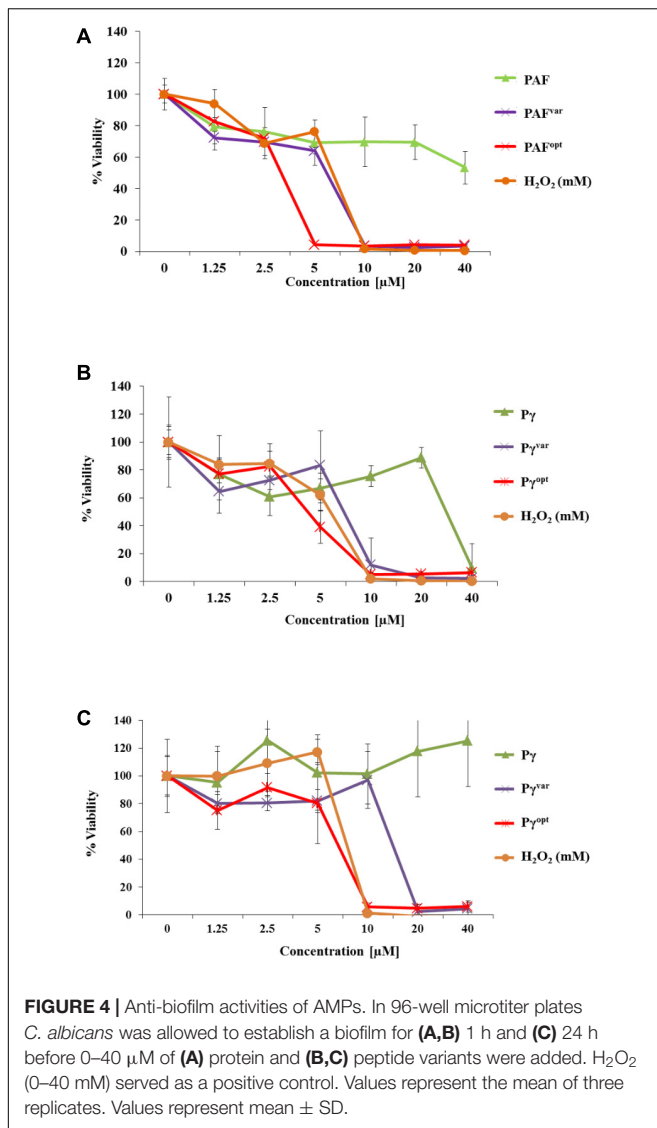 A
140
120
100
80
60
40
20
0
% Viability
0 1.25 2.5 5 10 20 40
Concentration [µM]
PAF
PAFᵛᵃʳ
PAFᵒᵖᵗ
H₂O₂ (mM)
B
140
120
100
80
60
40
20
0
% Viability
0 1.25 2.5 5 10 20 40
Concentration [µM]
Pγ
Pγᵛᵃʳ
Pγᵒᵖᵗ
H₂O₂ (mM)
C
140
120
100
80
60
40
20
0
% Viability
0 1.25 2.5 5 10 20 40
Concentration [µM]
Pγ
Pγᵛᵃʳ
Pγᵒᵖᵗ
H₂O₂ (mM)
FIGURE 4 | Anti-biofilm activities of AMPs. In 96-well microtiter plates
C. albicans was allowed to establish a biofilm for (A,B) 1 h and (C) 24 h
before 0–40 µM of (A) protein and (B,C) peptide variants were added. H₂O₂
(0–40 mM) served as a positive control. Values represent the mean of three
replicates. Values represent mean ± SD.